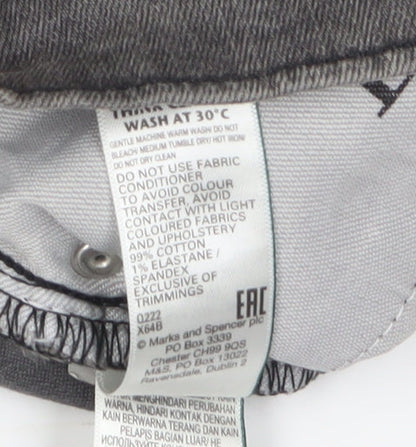 WASH AT 30°C
GENTLE MACHINE WARM WASH/ DO NOT
BLEACH/ MEDIUM TUMBLE DRY/ HOT IRON/
DO NOT DRY CLEAN
DO NOT USE FABRIC
CONDITIONER
TO AVOID COLOUR
TRANSFER, AVOID
CONTACT WITH LIGHT
COLOURED FABRICS
AND UPHOLSTERY
99% COTTON
1% ELASTANE /
SPANDEX
EXCLUSIVE OF
TRIMMINGS
Q222
X64B
EAC
© Marks and Spencer plc
PO Box 3339
Chester CH99 9QS
M&S PO Box 13022
Ravensdale, Dublin 2
MENGHINDARI PERUBAHAN
WARNA, HINDARI KONTAK DENGAN
KAIN BERWARNA TERANG DAN KAIN
PELAPIS BAGIAN LUAR/ НЕ